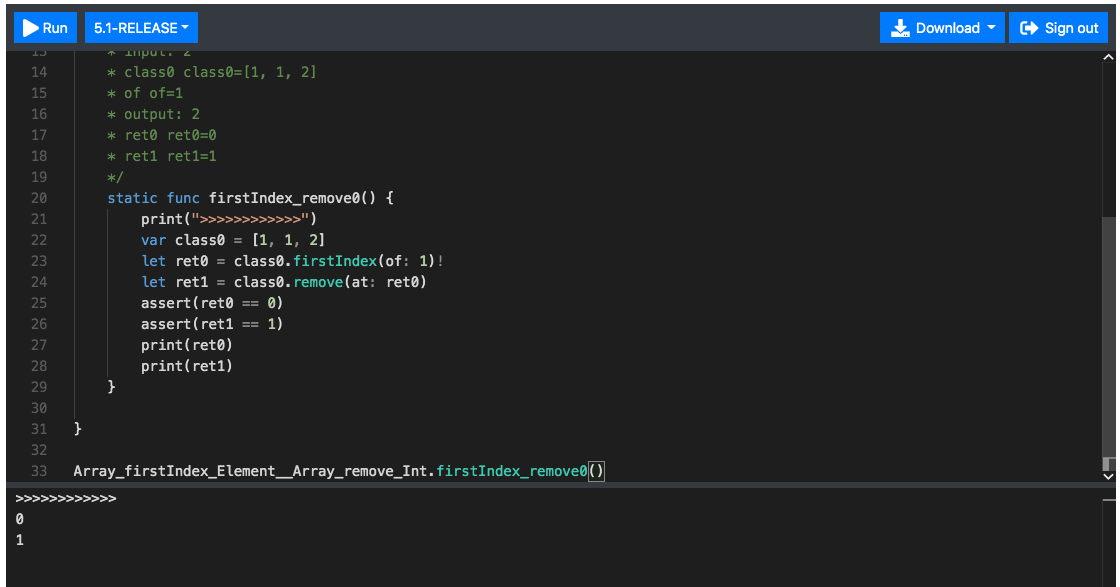 Run 5.1-RELEASE Download Sign out
13 * input: 2
14 * class0 class0=[1, 1, 2]
15 * of of=1
16 * output: 2
17 * ret0 ret0=0
18 * ret1 ret1=1
19 */
20 static func firstIndex_remove0() {
21 print(">>>>>>>>>>>>")
22 var class0 = [1, 1, 2]
23 let ret0 = class0.firstIndex(of: 1)!
24 let ret1 = class0.remove(at: ret0)
25 assert(ret0 == 0)
26 assert(ret1 == 1)
27 print(ret0)
28 print(ret1)
29 }
30
31 }
32
33 Array_firstIndex_Element__Array_remove_Int.firstIndex_remove0()
>>>>>>>>>>>>
0
1